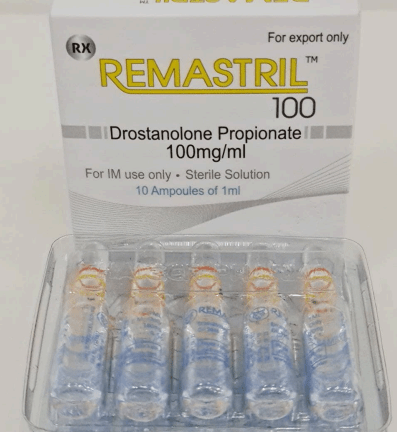 RX
For export only
REMASTRIL™
100
Drostanolone Propionate
100mg/ml
For IM use only • Sterile Solution
10 Ampoules of 1ml